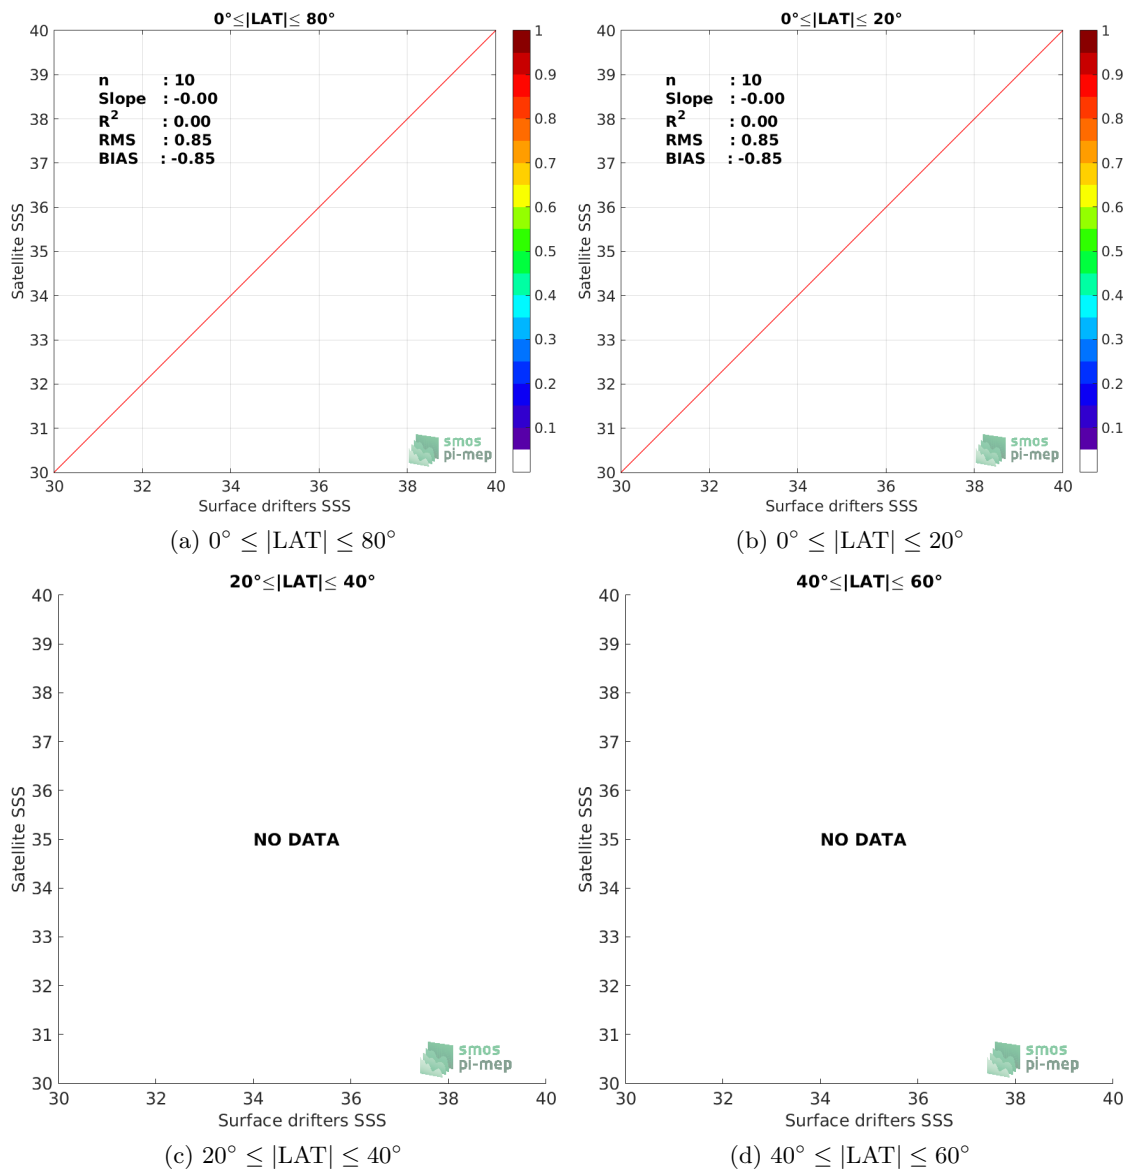 0°≤|LAT|≤ 80°
40
39
38
37
36
35
34
33
32
31
30
Satellite SSS
n : 10
Slope : -0.00
R2 : 0.00
RMS : 0.85
BIAS : -0.85
smos
pi-mep
30 32 34 36 38 40
Surface drifters SSS
1
0.9
0.8
0.7
0.6
0.5
0.4
0.3
0.2
0.1
(a) 0° ≤ |LAT| ≤ 80°
0°≤|LAT|≤ 20°
40
39
38
37
36
35
34
33
32
31
30
Satellite SSS
n : 10
Slope : -0.00
R2 : 0.00
RMS : 0.85
BIAS : -0.85
smos
pi-mep
30 32 34 36 38 40
Surface drifters SSS
1
0.9
0.8
0.7
0.6
0.5
0.4
0.3
0.2
0.1
(b) 0° ≤ |LAT| ≤ 20°
20°≤|LAT|≤ 40°
40
39
38
37
36
35
34
33
32
31
30
Satellite SSS
NO DATA
smos
pi-mep
30 32 34 36 38 40
Surface drifters SSS
(c) 20° ≤ |LAT| ≤ 40°
40°≤|LAT|≤ 60°
40
39
38
37
36
35
34
33
32
31
30
Satellite SSS
NO DATA
smos
pi-mep
30 32 34 36 38 40
Surface drifters SSS
(d) 40° ≤ |LAT| ≤ 60°